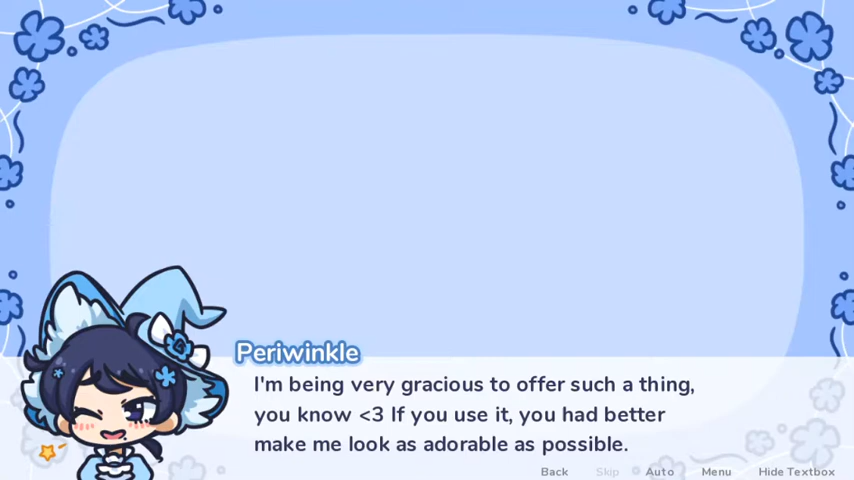 Periwinkle
I'm being very gracious to offer such a thing,
you know <3 If you use it, you had better
make me look as adorable as possible.
Back Skip Auto Menu Hide Textbox